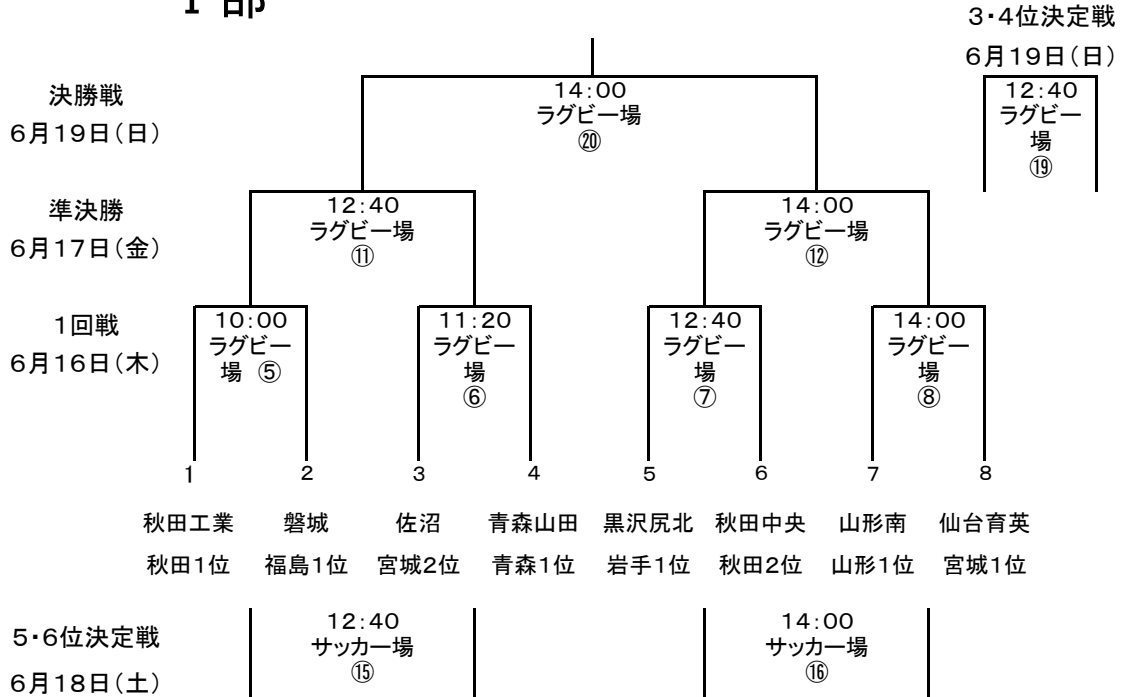 1 部
3・4位決定戦
6月19日(日)
決勝戦
6月19日(日)
14:00
ラグビー場
⑳
12:40
ラグビー
場
⑲
準決勝
6月17日(金)
12:40
ラグビー場
⑪
14:00
ラグビー場
⑫
1回戦
6月16日(木)
10:00
ラグビー
場 ⑤
11:20
ラグビー
場
⑥
12:40
ラグビー
場
⑦
14:00
ラグビー
場
⑧
1 2 3 4 5 6 7 8
秋田工業 磐城 佐沼 青森山田 黒沢尻北 秋田中央 山形南 仙台育英
秋田1位 福島1位 宮城2位 青森1位 岩手1位 秋田2位 山形1位 宮城1位
5・6位決定戦
6月18日(土)
12:40
サッカー場
⑮
14:00
サッカー場
⑯